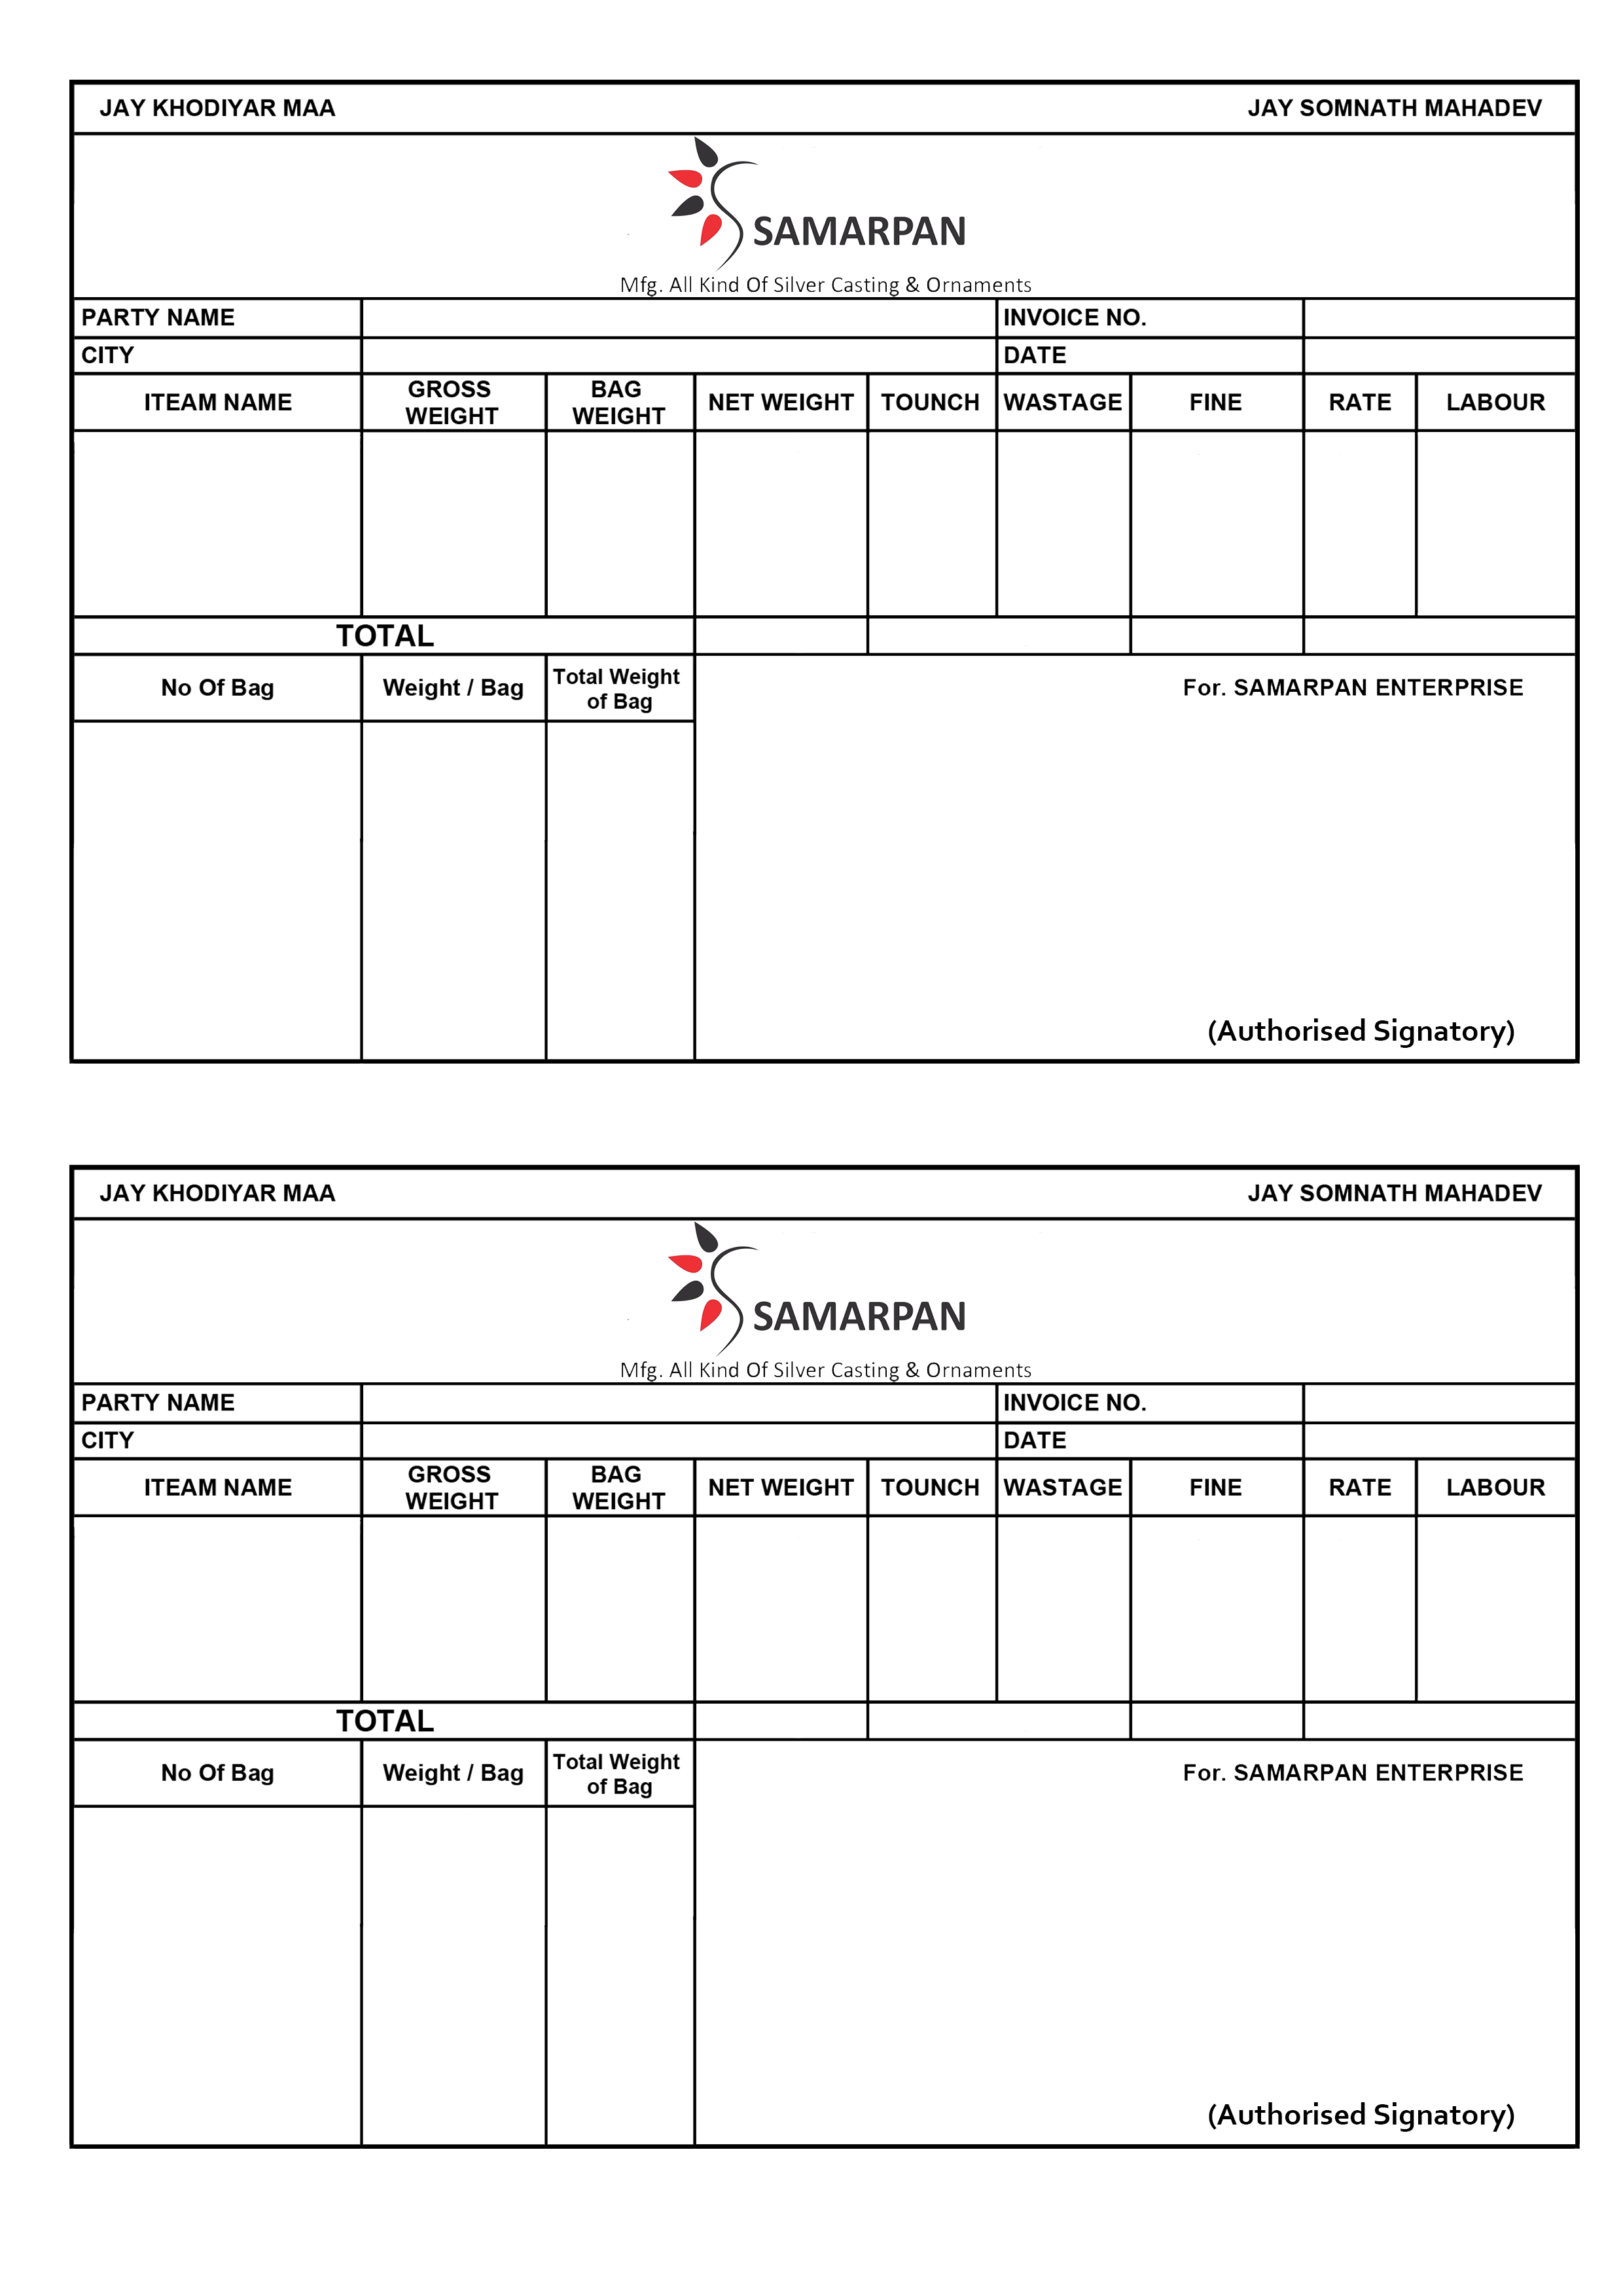 JAY KHODIYAR MAA JAY SOMNATH MAHADEV
SAMARPAN
Mfg. All Kind Of Silver Casting & Ornaments
PARTY NAME INVOICE NO.
CITY DATE
ITEAM NAME GROSS WEIGHT BAG WEIGHT NET WEIGHT TOUNCH WASTAGE FINE RATE LABOUR
TOTAL
No Of Bag Weight / Bag Total Weight of Bag For. SAMARPAN ENTERPRISE
(Authorised Signatory)
JAY KHODIYAR MAA JAY SOMNATH MAHADEV
SAMARPAN
Mfg. All Kind Of Silver Casting & Ornaments
PARTY NAME INVOICE NO.
CITY DATE
ITEAM NAME GROSS WEIGHT BAG WEIGHT NET WEIGHT TOUNCH WASTAGE FINE RATE LABOUR
TOTAL
No Of Bag Weight / Bag Total Weight of Bag For. SAMARPAN ENTERPRISE
(Authorised Signatory)